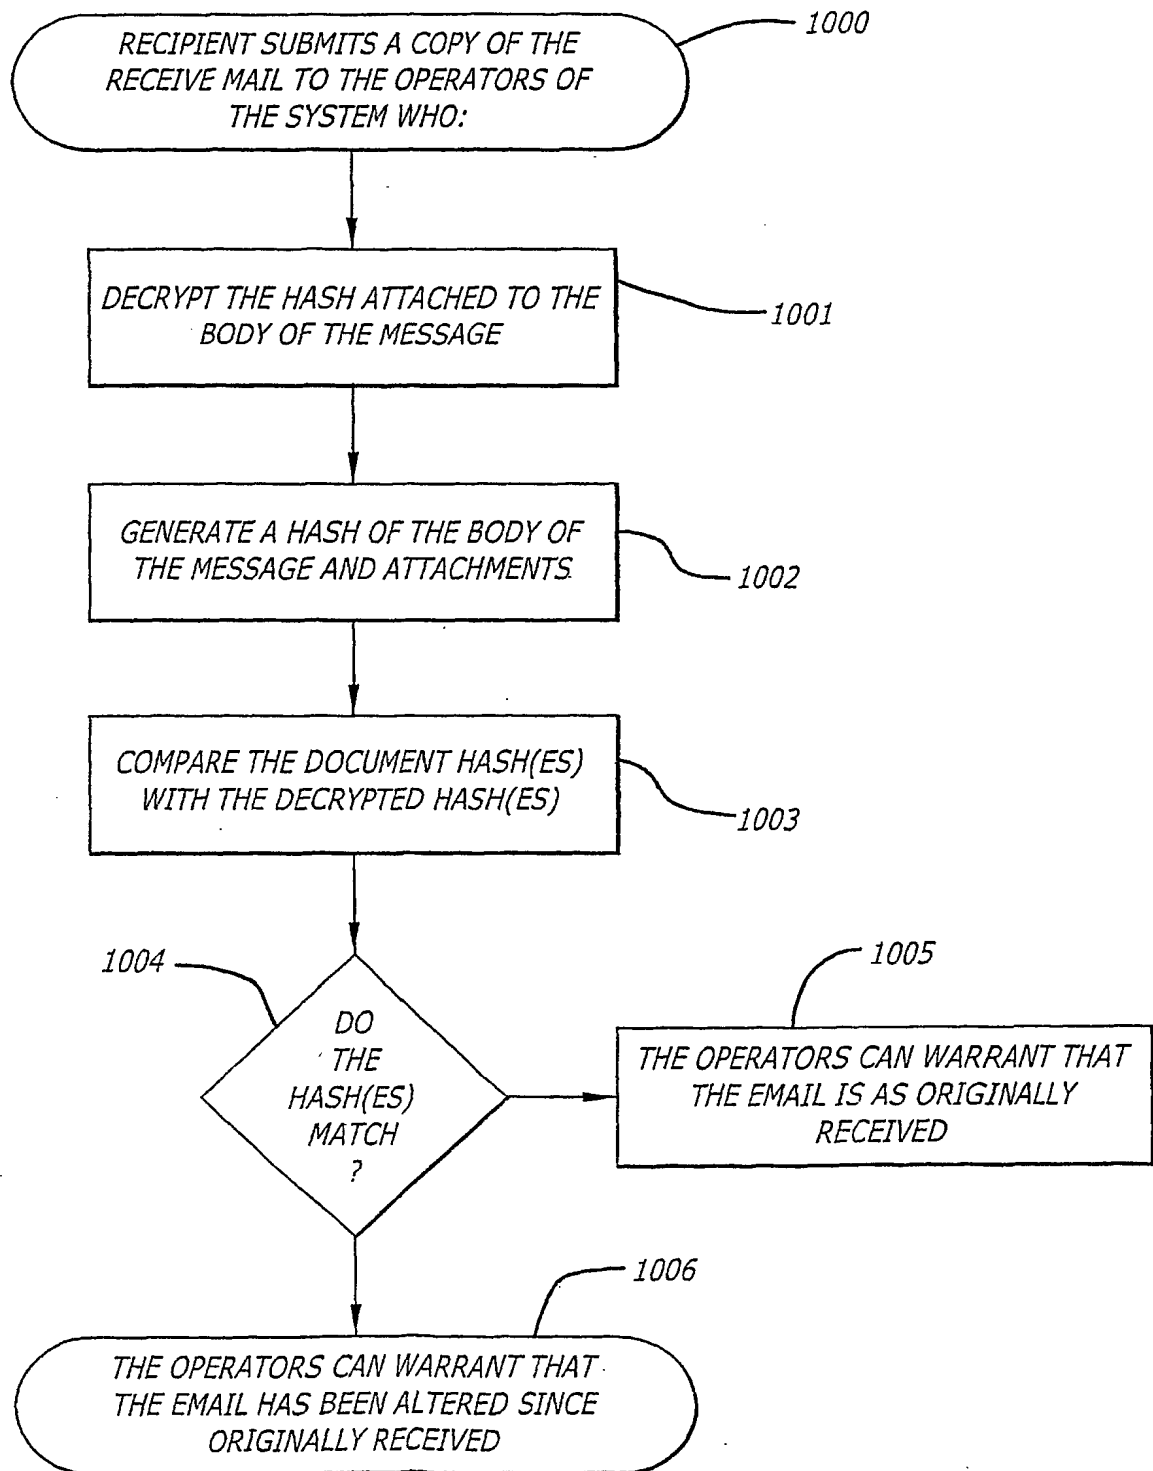 RECIPIENT SUBMITS A COPY OF THE
RECEIVE MAIL TO THE OPERATORS OF
THE SYSTEM WHO:
1000
DECRYPT THE HASH ATTACHED TO THE
BODY OF THE MESSAGE
1001
GENERATE A HASH OF THE BODY OF
THE MESSAGE AND ATTACHMENTS
1002
COMPARE THE DOCUMENT HASH(ES)
WITH THE DECRYPTED HASH(ES)
1003
1004
DO
THE
HASH(ES)
MATCH
?
1005
THE OPERATORS CAN WARRANT THAT
THE EMAIL IS AS ORIGINALLY
RECEIVED
1006
THE OPERATORS CAN WARRANT THAT
THE EMAIL HAS BEEN ALTERED SINCE
ORIGINALLY RECEIVED